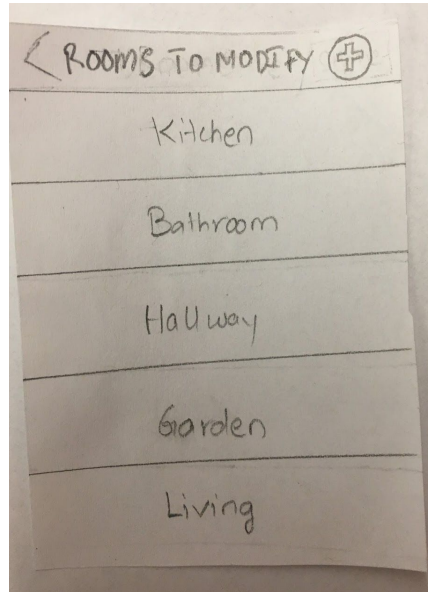 ROOMS TO MODIFY
Kitchen
Bathroom
Hallway
Garden
Living